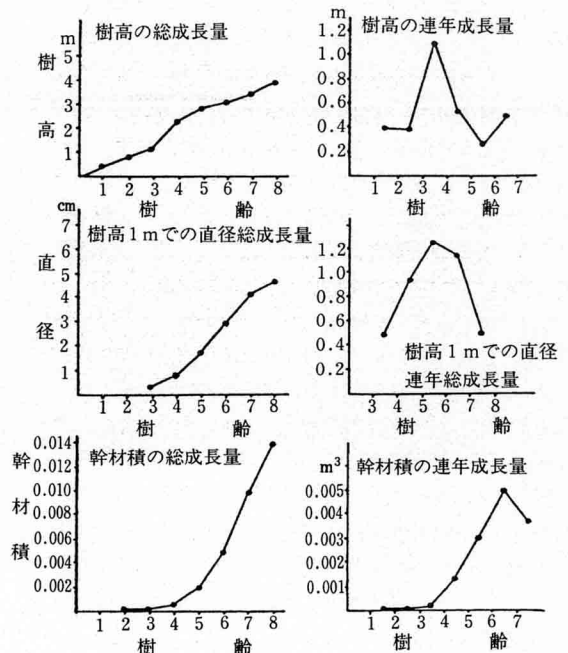 樹高の総成長量
m
樹高
5
4
3
2
1
1 2 3 4 5 6 7 8
樹 齢
樹高の連年成長量
m
1.2
1.0
0.8
0.6
0.4
0.2
1 2 3 4 5 6 7
樹 齢
樹高1mでの直径総成長量
cm
直径
7
6
5
4
3
2
1
1 2 3 4 5 6 7 8
樹 齢
1.2
1.0
0.8
0.6
0.4
0.2
樹高1mでの直径
連年総成長量
3 4 5 6 7 8
幹材積の総成長量
幹材積
0.014
0.012
0.010
0.008
0.006
0.004
0.002
1 2 3 4 5 6 7 8
樹 齢
幹材積の連年成長量
m³
0.005
0.004
0.003
0.002
0.001
1 2 3 4 5 6 7
樹 齢